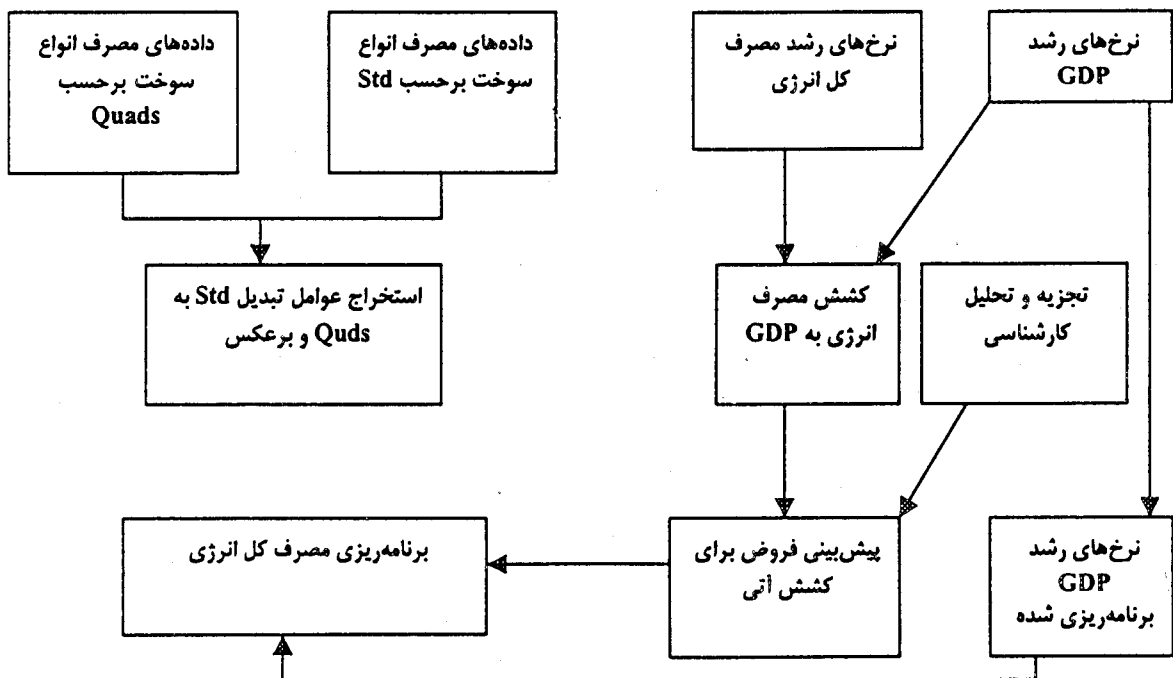 نرخ‌های رشد
GDP
نرخ‌های رشد مصرف
کل انرژی
داده‌های مصرف انواع
سوخت برحسب Std
داده‌های مصرف انواع
سوخت برحسب
Quads
تجزیه و تحلیل
کارشناسی
کشش مصرف
انرژی به GDP
استخراج عوامل تبدیل Std به
Quds و برعکس
نرخ‌های رشد
GDP
برنامه‌ریزی شده
پیش‌بینی فروض برای
کشش آتی
برنامه‌ریزی مصرف کل انرژی